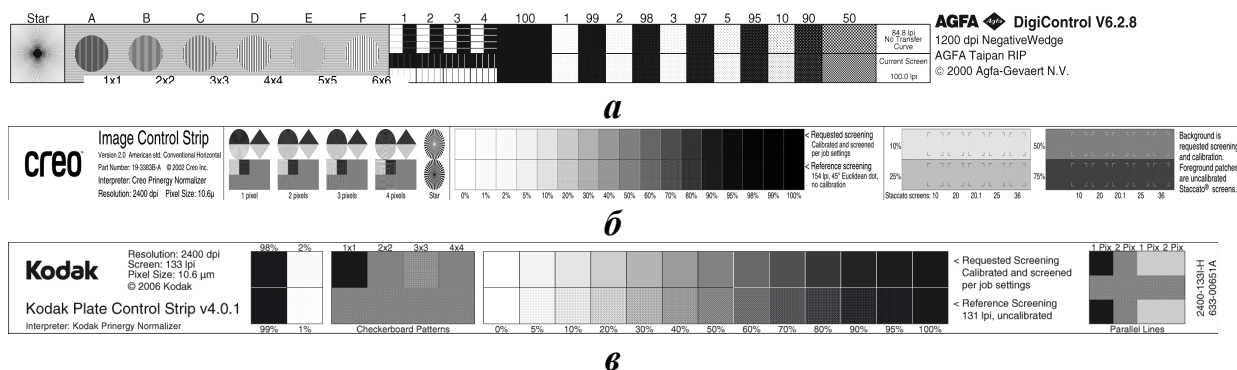 Star A B C D E F 1 2 3 4 100 1 99 2 98 3 97 5 95 10 90 50
1x1 2x2 3x3 4x4 5x5 6x6
84.8 lpi
No Transfer
Curve
Current Screen
100.0 lpi
AGFA Agfa DigiControl V6.2.8
1200 dpi NegativeWedge
AGFA Taipan RIP
© 2000 Agfa-Gevaert N.V.
а
creo
Image Control Strip
Version 2.0 American std. Conventional Horizontal
Part Number: 19-3383B-A © 2002 Creo Inc.
Interpreter: Creo Prinergy Normalizer
Resolution: 2400 dpi Pixel Size: 10.6µ
1 pixel 2 pixels 3 pixels 4 pixels Star
0% 1% 2% 5% 10% 20% 30% 40% 50% 60% 70% 80% 90% 95% 98% 99% 100%
< Requested screening
Calibrated and screened
per job settings
< Reference screening
154 lpi, 45° Euclidean dot,
no calibration
10% 50%
25% 75%
Staccato screens: 10 20 20.1 25 36 10 20 20.1 25 36
Background is
requested screening
and calibration.
Foreground patches
are uncalibrated
Staccato® screens.
б
Kodak
Resolution: 2400 dpi
Screen: 133 lpi
Pixel Size: 10.6 µm
© 2006 Kodak
Kodak Plate Control Strip v4.0.1
Interpreter: Kodak Prinergy Normalizer
98% 2%
99% 1%
1x1 2x2 3x3 4x4
Checkerboard Patterns
0% 5% 10% 20% 30% 40% 50% 60% 70% 80% 90% 95% 100%
< Requested Screening
Calibrated and screened
per job settings
< Reference Screening
131 lpi, uncalibrated
1 Pix 2 Pix 1 Pix 2 Pix
Parallel Lines
2400-133I-H
633-00651A
в